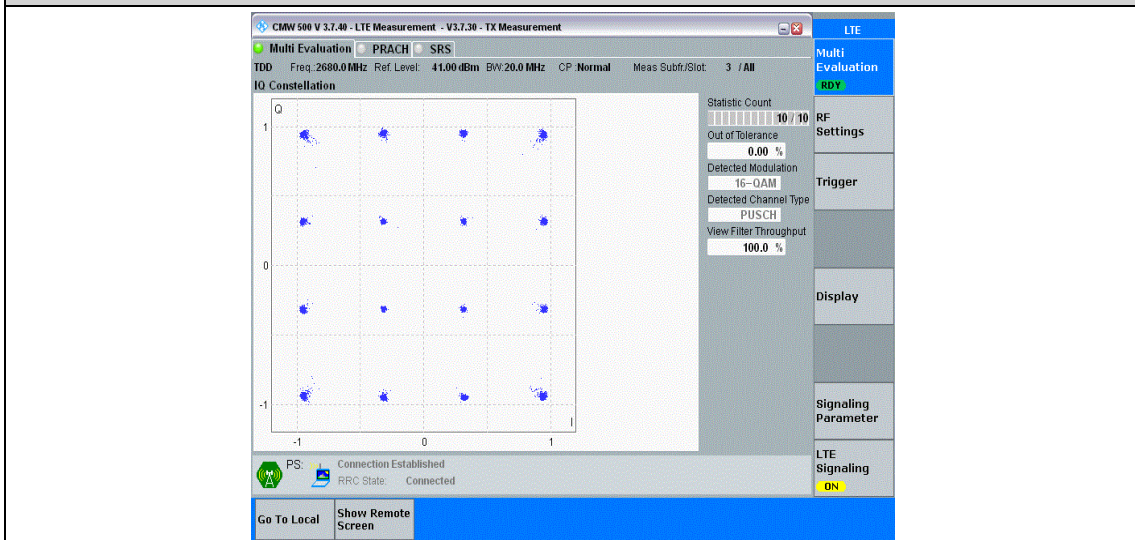 CMW 500 V 3.7.40 - LTE Measurement - V3.7.30 - TX Measurement
LTE
Multi Evaluation PRACH SRS
Multi
Evaluation
RDY
TDD Freg.:2680.0 MHz Ref. Level: 41.00 dBm BW:20.0 MHz CP :Normal Meas Subfr./Slot: 3 / All
IQ Constellation
Q
1
0
-1
-1 0 1
I
Statistic Count
10 / 10
Out of Tolerance
0.00 %
Detected Modulation
16-QAM
Detected Channel Type
PUSCH
View Filter Throughput
100.0 %
RF
Settings
Trigger
Display
Signaling
Parameter
LTE
Signaling
ON
PS: Connection Established
RRC State: Connected
Go To Local
Show Remote
Screen